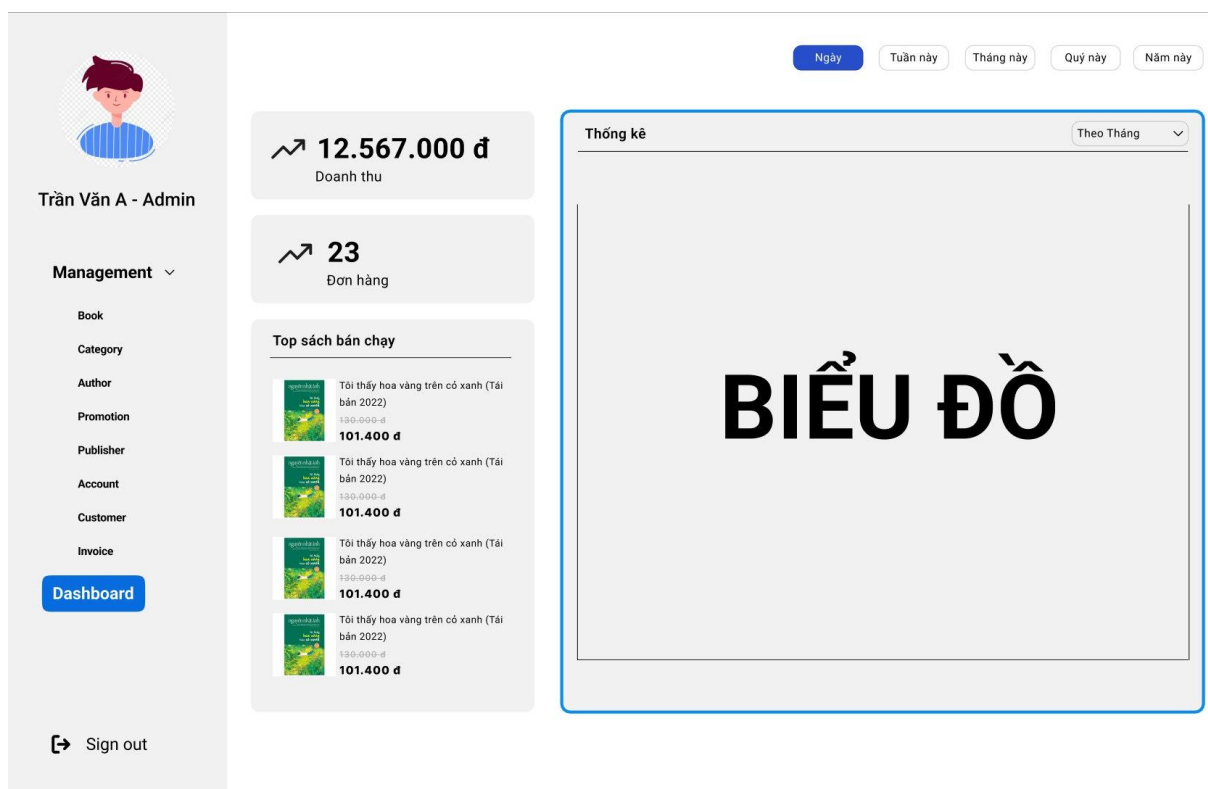 Trần Văn A - Admin
Management
Book
Category
Author
Promotion
Publisher
Account
Customer
Invoice
Dashboard
Sign out
Ngày
Tuần này
Tháng này
Quý này
Năm này
12.567.000 đ
Doanh thu
23
Đơn hàng
Top sách bán chạy
Tôi thấy hoa vàng trên cỏ xanh (Tái
bản 2022)
130.000 đ
101.400 đ
Tôi thấy hoa vàng trên cỏ xanh (Tái
bản 2022)
130.000 đ
101.400 đ
Tôi thấy hoa vàng trên cỏ xanh (Tái
bản 2022)
130.000 đ
101.400 đ
Tôi thấy hoa vàng trên cỏ xanh (Tái
bản 2022)
130.000 đ
101.400 đ
Thống kê
Theo Tháng
BIỂU ĐỒ